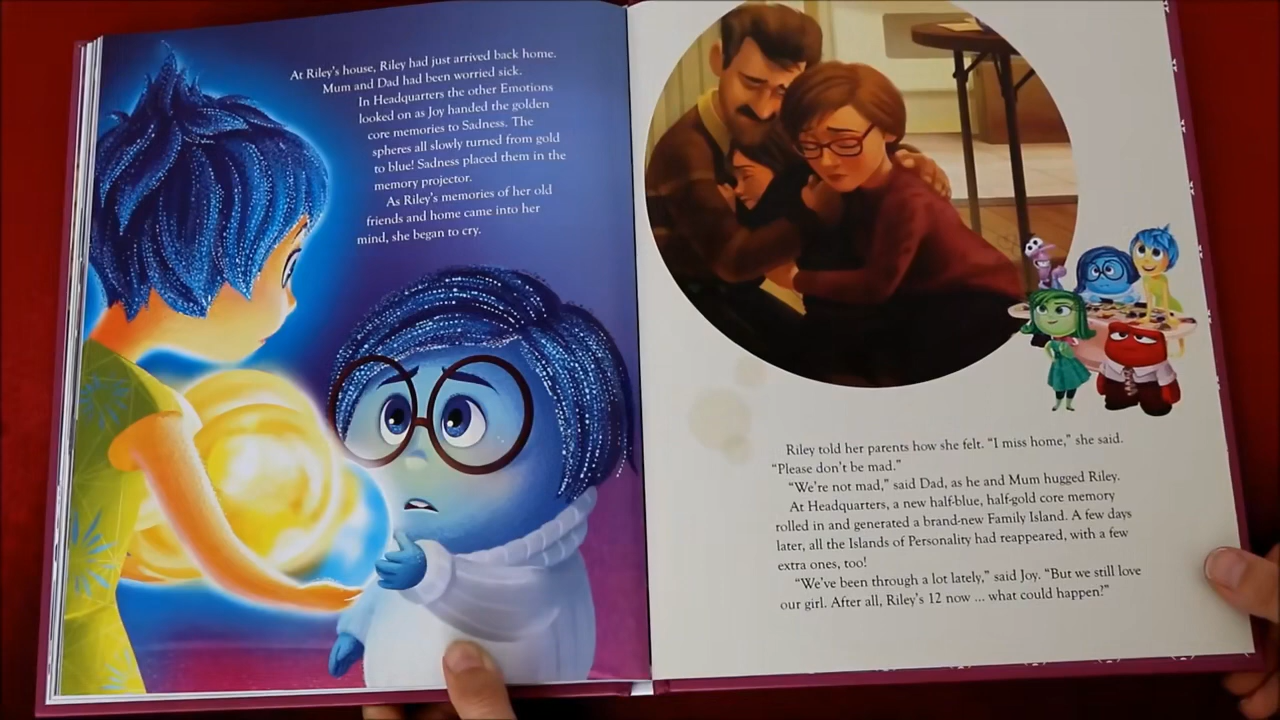 At Riley's house, Riley had just arrived back home.
Mum and Dad had been worried sick.
In Headquarters the other Emotions
looked on as Joy handed the golden
core memories to Sadness. The
spheres all slowly turned from gold
to blue! Sadness placed them in the
memory projector.
As Riley's memories of her old
friends and home came into her
mind, she began to cry.
Riley told her parents how she felt. "I miss home," she said.
"Please don't be mad."
"We're not mad," said Dad, as he and Mum hugged Riley.
At Headquarters, a new half-blue, half-gold core memory
rolled in and generated a brand-new Family Island. A few days
later, all the Islands of Personality had reappeared, with a few
extra ones, too!
"We've been through a lot lately," said Joy. "But we still love
our girl. After all, Riley's 12 now ... what could happen?"